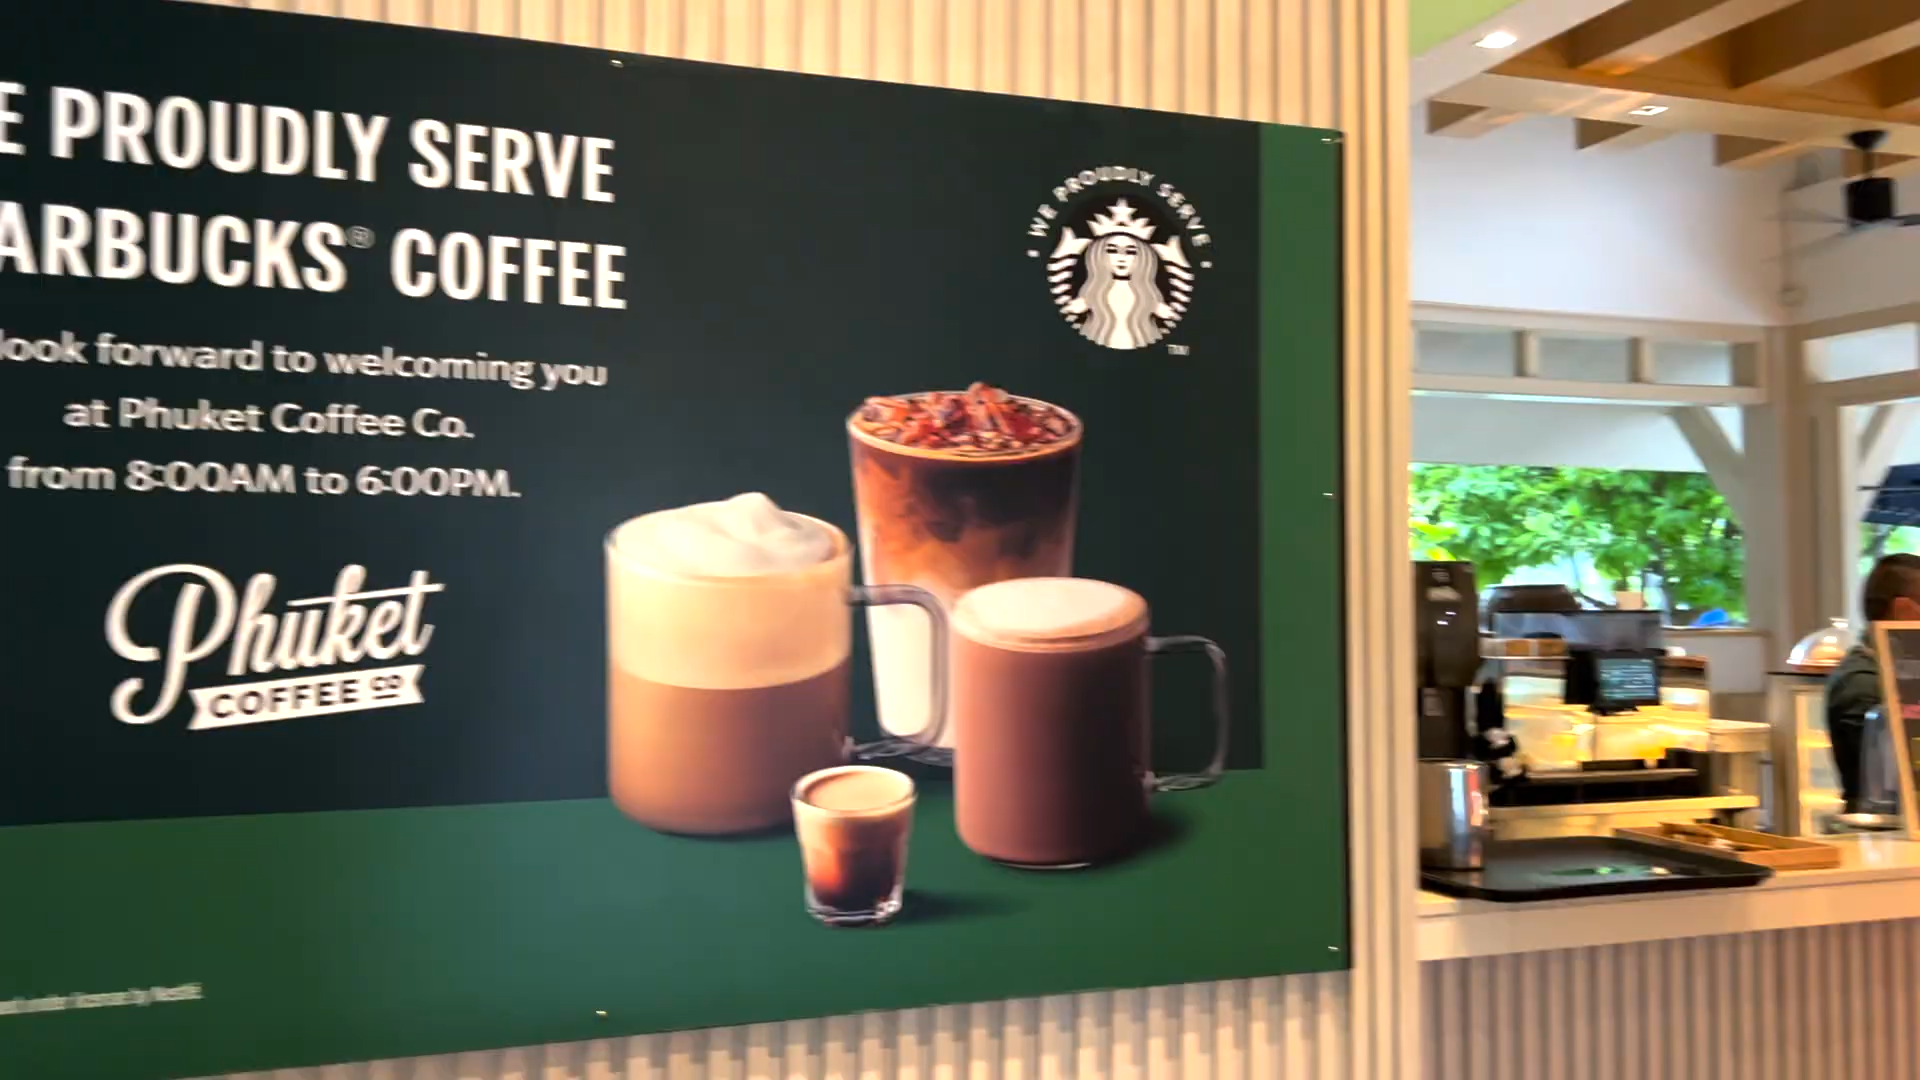 E PROUDLY SERVE
ARBUCKS® COFFEE
look forward to welcoming you
at Phuket Coffee Co.
from 8:00AM to 6:00PM.
Phuket
COFFEE CO
WE PROUDLY SERVE
TM